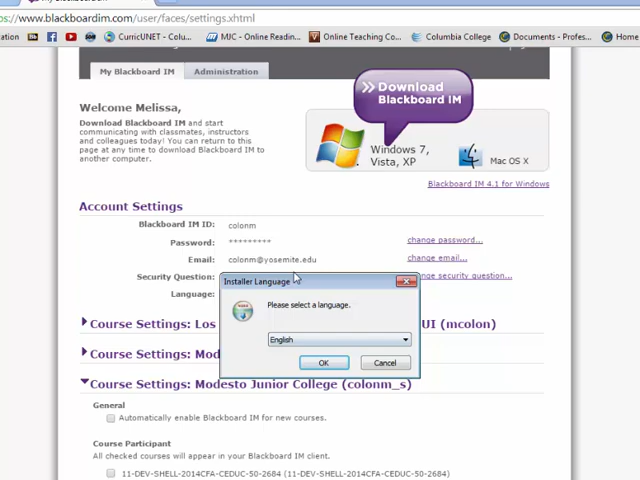 https://www.blackboardim.com/user/faces/settings.xhtml
CurricUNET - Colu...
MJC - Online Readin...
Online Teaching Co...
Columbia College
Documents - Profes...
Home
My Blackboard IM
Administration
Download
Blackboard IM
Welcome Melissa,
Download Blackboard IM and start
communicating with classmates, instructors
and colleagues today! You can return to this
page at any time to download Blackboard IM to
another computer.
Windows 7,
Vista, XP
Mac OS X
Blackboard IM 4.1 for Windows
Account Settings
Blackboard IM ID: colonm
Password: ********* change password...
Email: colonm@yosemite.edu change email...
Security Question: change security question...
Language:
Installer Language
Please select a language.
English
OK
Cancel
Course Settings: Los
UI (mcolon)
Course Settings: Mod
Course Settings: Modesto Junior College (colonm_s)
General
Automatically enable Blackboard IM for new courses.
Course Participant
All checked courses will appear in your Blackboard IM client.
11-DEV-SHELL-2014CFA-CEDUC-50-2684 (11-DEV-SHELL-2014CFA-CEDUC-50-2684)